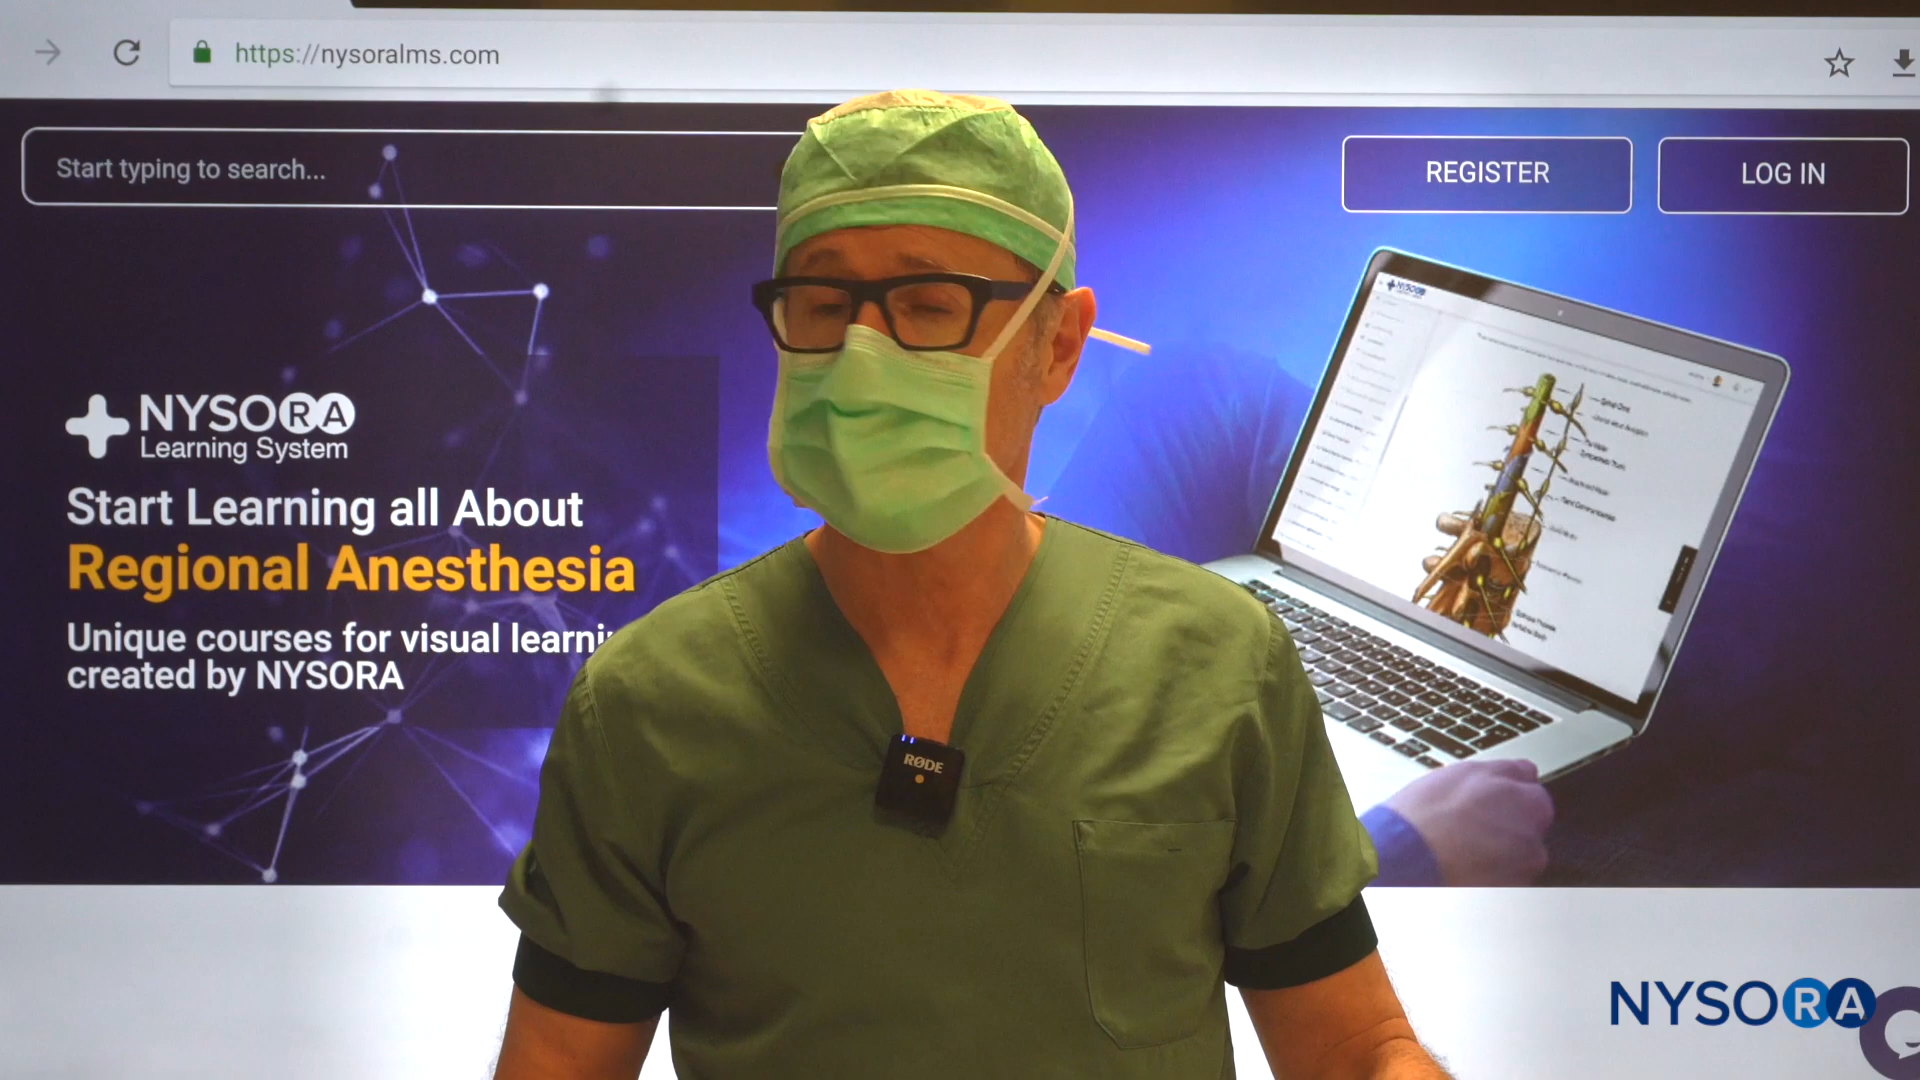 https://nysoralms.com
Start typing to search...
REGISTER
LOG IN
NYSORA
Learning System
Start Learning all About
Regional Anesthesia
Unique courses for visual learni
created by NYSORA
RØDE
NYSORA